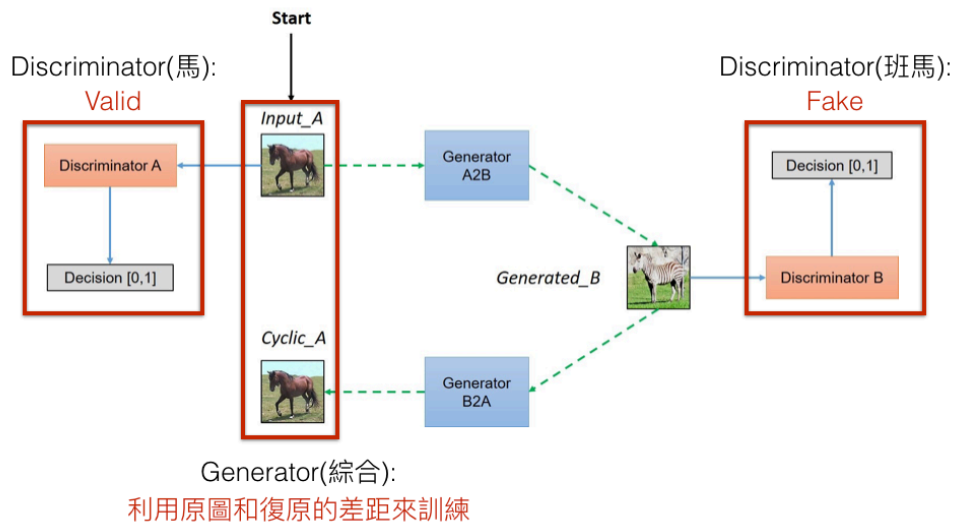 Start
Discriminator(馬):
Valid
Discriminator(班馬):
Fake
Input_A
Discriminator A
Generator
A2B
Decision [0,1]
Decision [0,1]
Generated_B
Discriminator B
Cyclic_A
Generator
B2A
Generator(綜合):
利用原圖和復原的差距來訓練